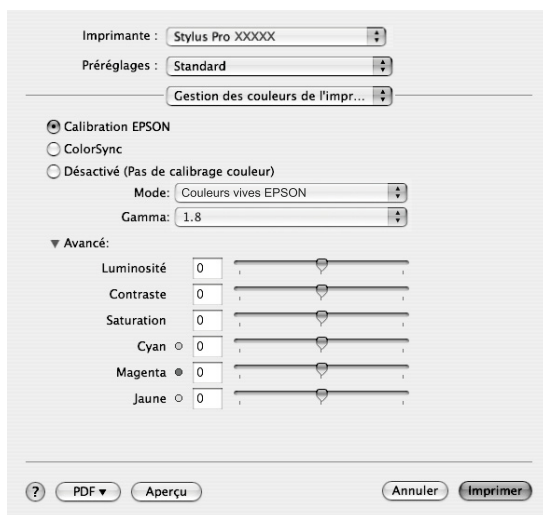 Imprimante : Stylus Pro XXXXX
Préréglages : Standard
Gestion des couleurs de l'impr...
Calibration EPSON
ColorSync
Désactivé (Pas de calibrage couleur)
Mode: Couleurs vives EPSON
Gamma: 1.8
Avancé:
Luminosité 0
Contraste 0
Saturation 0
Cyan 0
Magenta 0
Jaune 0
? PDF Aperçu Annuler Imprimer